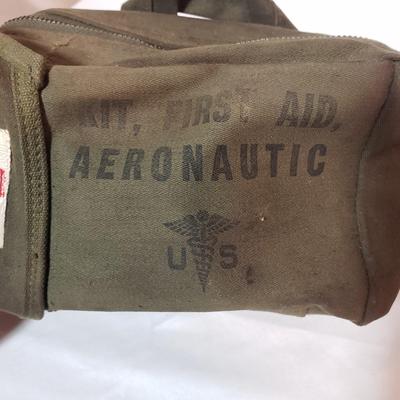 KIT, FIRST AID,
AERONAUTIC
U S